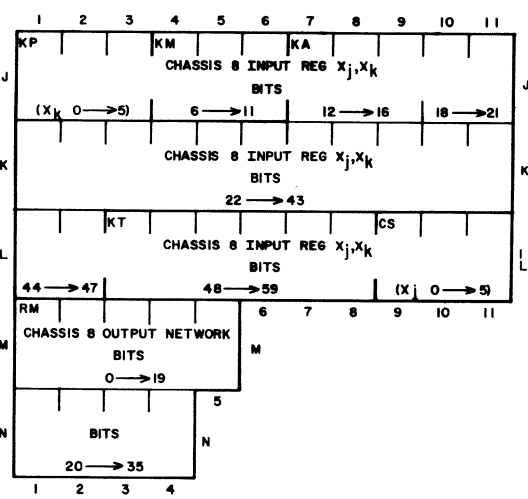 1 2 3 4 5 6 7 8 9 10 11
KP KM KA
J CHASSIS 8 INPUT REG Xj,Xk J
BITS
(Xk 0→5) 6→11 12→16 18→21
K CHASSIS 8 INPUT REG Xj,Xk K
BITS
22→43
KT CS
L CHASSIS 8 INPUT REG Xj,Xk L
BITS
44→47 48→59 (Xj 0→5)
RM 6 7 8 9 10 11
CHASSIS 8 OUTPUT NETWORK
M BITS M
0→19
5
N BITS N
20→35
1 2 3 4